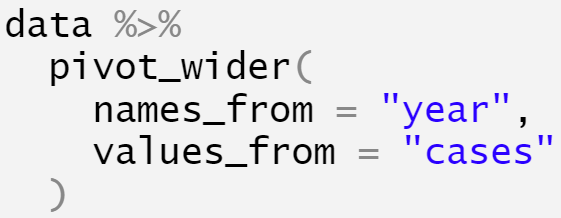 data %>%
  pivot_wider(
    names_from = "year",
    values_from = "cases"
  )